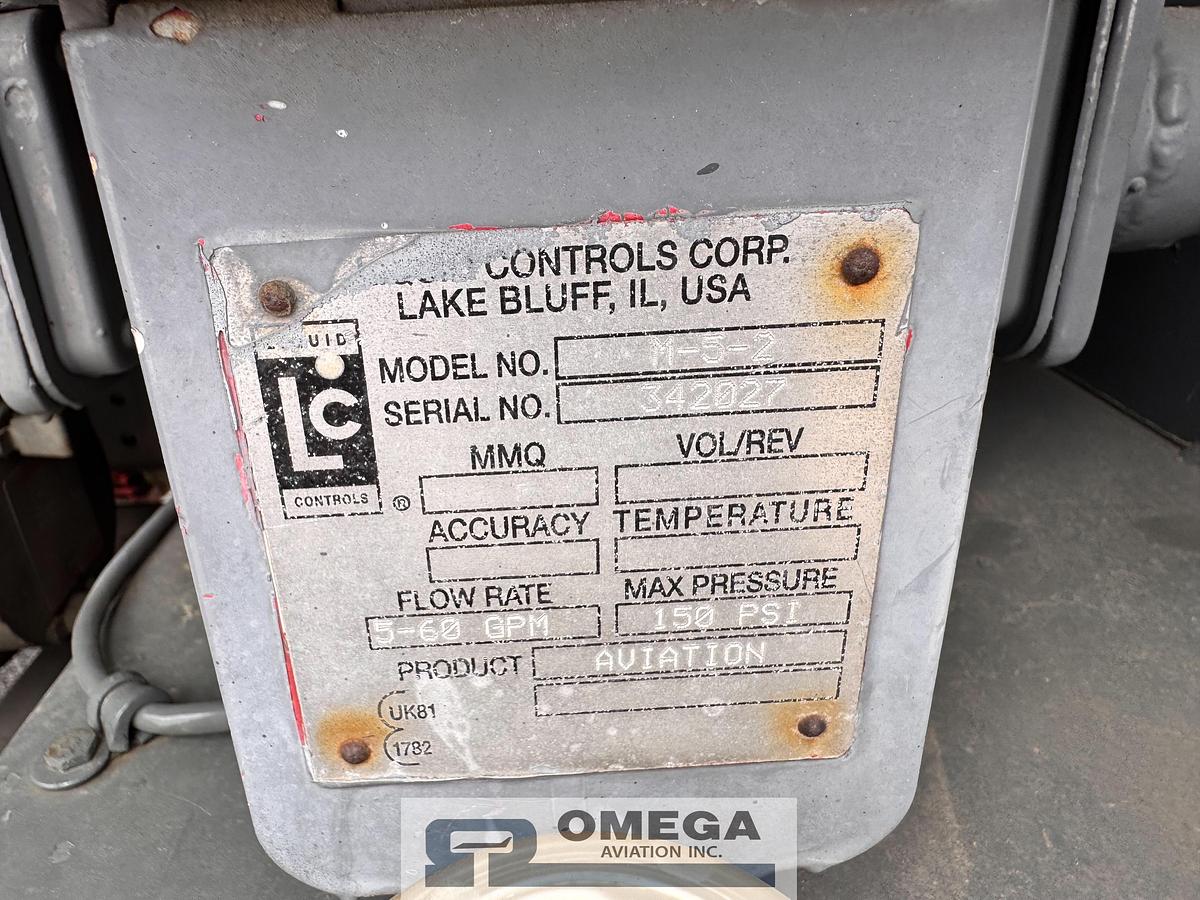 CONTROLS CORP.
LAKE BLUFF, IL, USA
UID
LC
CONTROLS
®
MODEL NO. M-5-2
SERIAL NO. 342027
MMQ VOL/REV
ACCURACY TEMPERATURE
FLOW RATE MAX PRESSURE
5-60 GPM 150 PSI
PRODUCT AVIATION
UK81
1782
OMEGA
AVIATION INC.